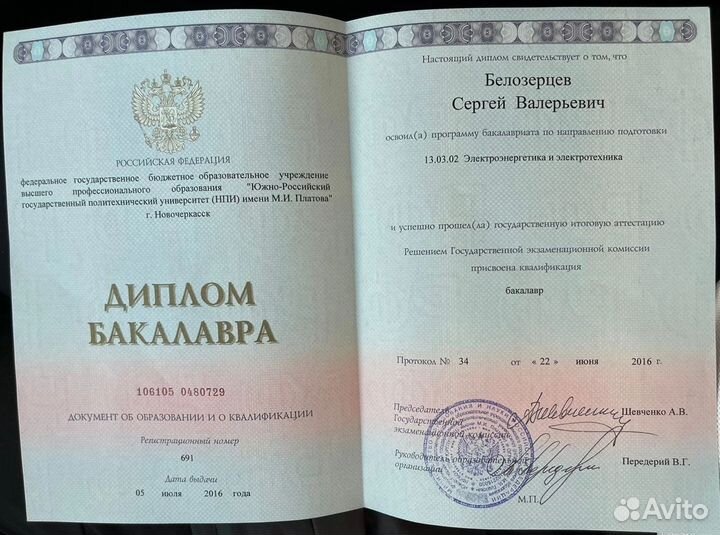 РОССИЙСКАЯ ФЕДЕРАЦИЯ
федеральное государственное бюджетное образовательное учреждение
высшего профессионального образования "Южно-Российский
государственный политехнический университет (НПИ) имени М.И. Платова"
г. Новочеркасск
ДИПЛОМ
БАКАЛАВРА
106105 0480729
ДОКУМЕНТ ОБ ОБРАЗОВАНИИ И О КВАЛИФИКАЦИИ
Регистрационный номер
691
Дата выдачи
05 июля 2016 года
Настоящий диплом свидетельствует о том, что
Белозерцев
Сергей Валерьевич
освоил(а) программу бакалавриата по направлению подготовки
13.03.02 Электроэнергетика и электротехника
и успешно прошел(ла) государственную итоговую аттестацию
Решением Государственной экзаменационной комиссии
присвоена квалификация
бакалавр
Протокол № 34 от « 22 » июня 2016 г.
Председатель
Государственной
экзаменационной комиссии
Шевченко А.В.
Руководитель образовательной
организации
Передерий В.Г.
М.П.
Avito